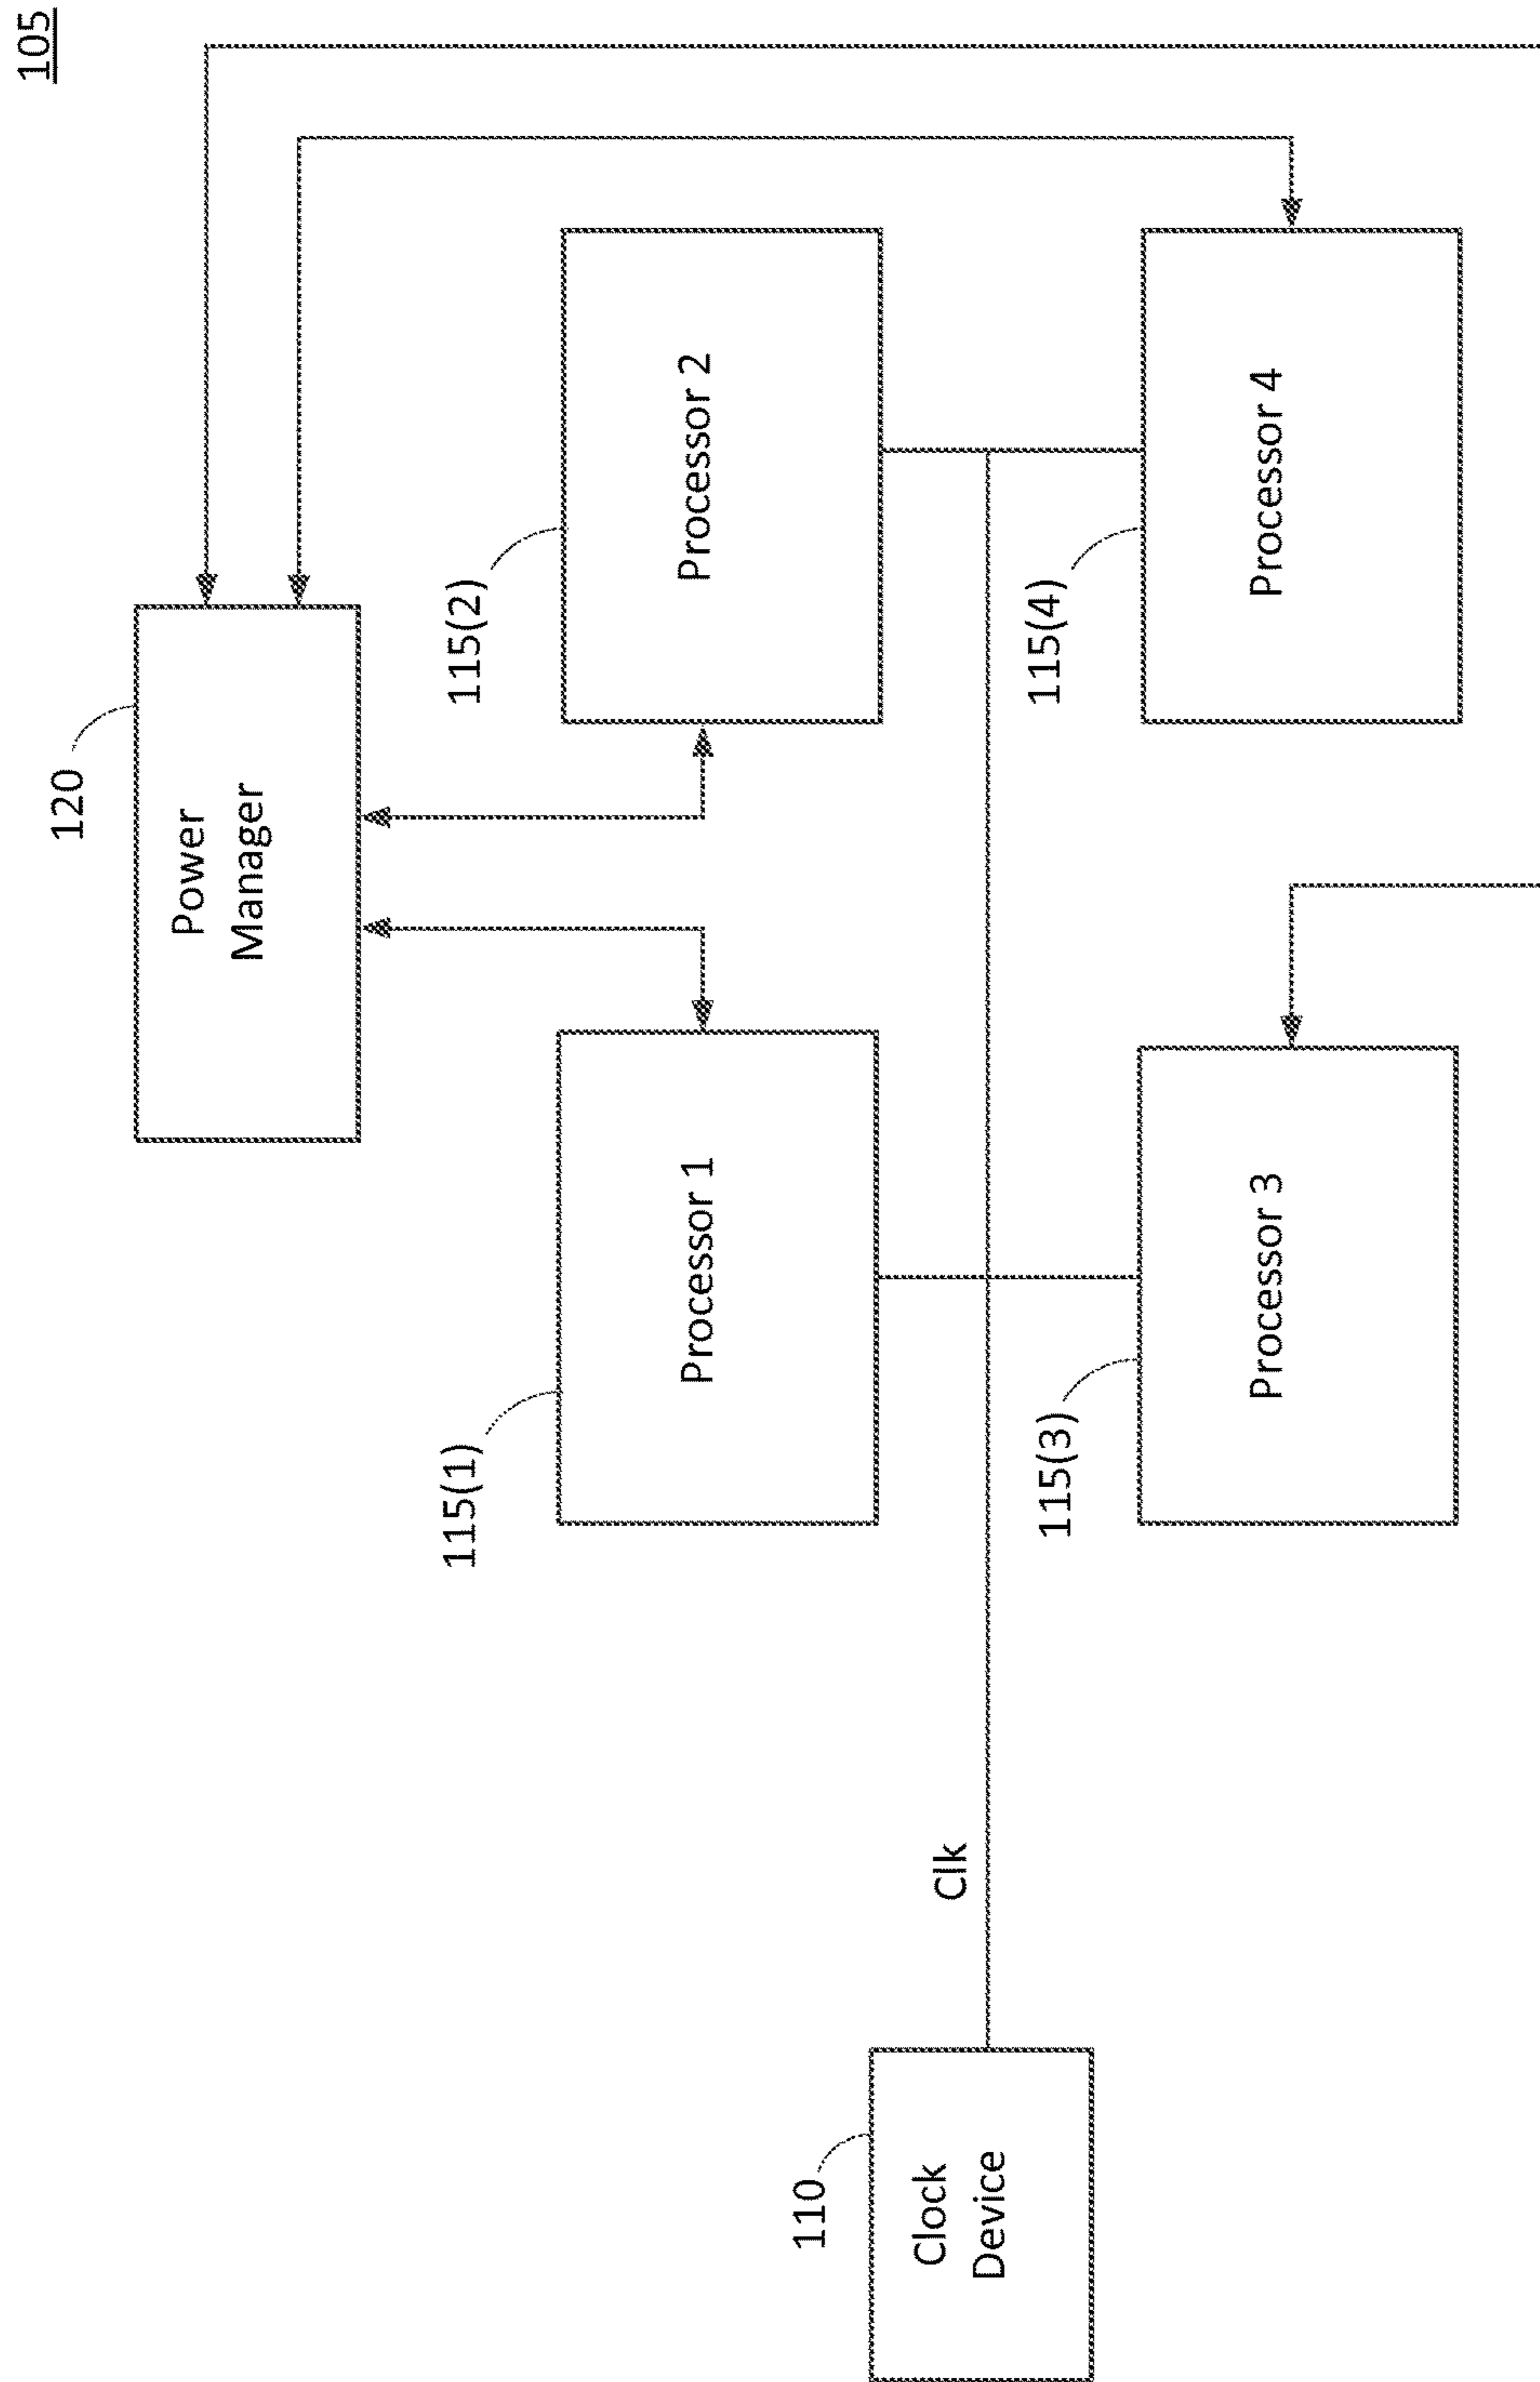 105
120
Power
Manager
115(1)
Processor 1
115(2)
Processor 2
110
Clock
Device
Clk
115(3)
Processor 3
115(4)
Processor 4